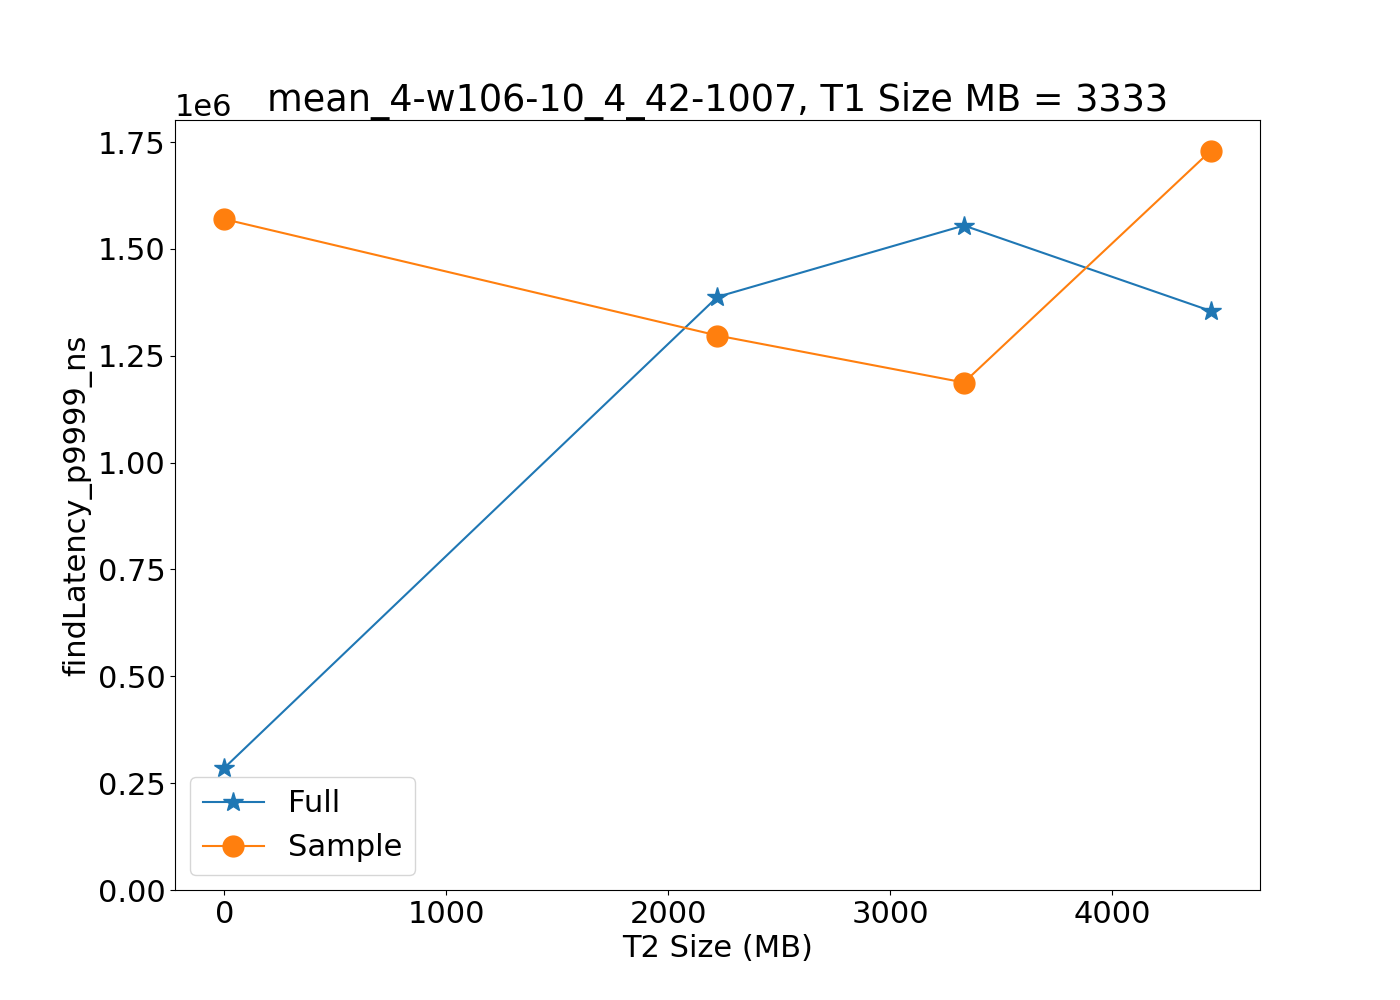 1e6
mean_4-w106-10_4_42-1007, T1 Size MB = 3333
findLatency_p9999_ns
1.75
1.50
1.25
1.00
0.75
0.50
0.25
0.00
Full
Sample
0 1000 2000 3000 4000
T2 Size (MB)